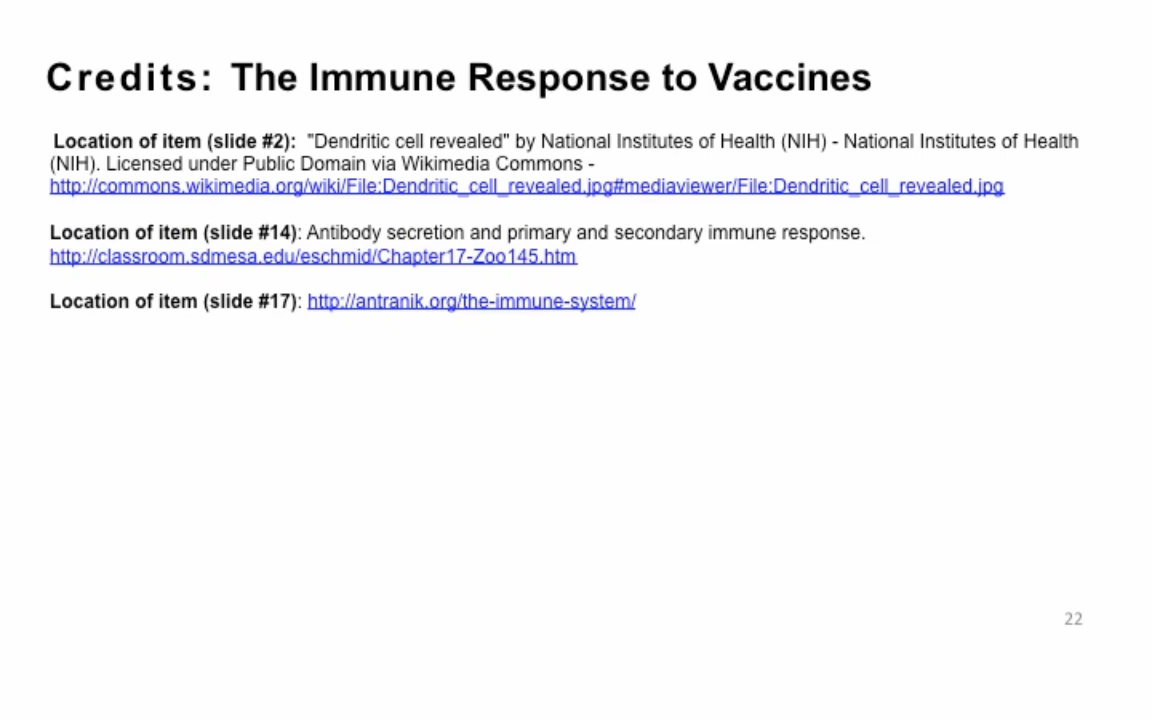 Credits: The Immune Response to Vaccines
Location of item (slide #2): "Dendritic cell revealed" by National Institutes of Health (NIH) - National Institutes of Health
(NIH). Licensed under Public Domain via Wikimedia Commons -
http://commons.wikimedia.org/wiki/File:Dendritic_cell_revealed.jpg#mediaviewer/File:Dendritic_cell_revealed.jpg
Location of item (slide #14): Antibody secretion and primary and secondary immune response.
http://classroom.sdmesa.edu/eschmid/Chapter17-Zoo145.htm
Location of item (slide #17): http://antranik.org/the-immune-system/
22